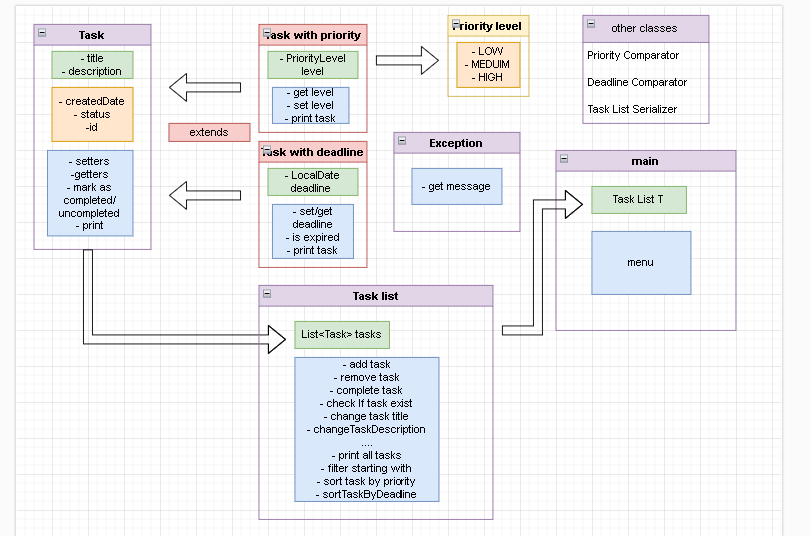 Task
- title
- description
- createdDate
- status
-id
- setters
-getters
- mark as
completed/
uncompleted
- print
Task with priority
- PriorityLevel
level
- get level
- set level
- print task
extends
Task with deadline
- LocalDate
deadline
- set/get
deadline
- is expired
- print task
Priority level
- LOW
- MEDUIM
- HIGH
other classes
Priority Comparator
Deadline Comparator
Task List Serializer
Exception
- get message
main
Task List T
menu
Task list
List<Task> tasks
- add task
- remove task
- complete task
- check If task exist
- change task title
- changeTaskDescription
....
- print all tasks
- filter starting with
- sort task by priority
- sortTaskByDeadline